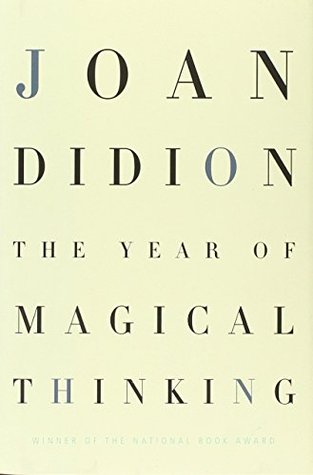 JOAN
DIDION
THE YEAR OF
MAGICAL
THINKING
WINNER OF THE NATIONAL BOOK AWARD